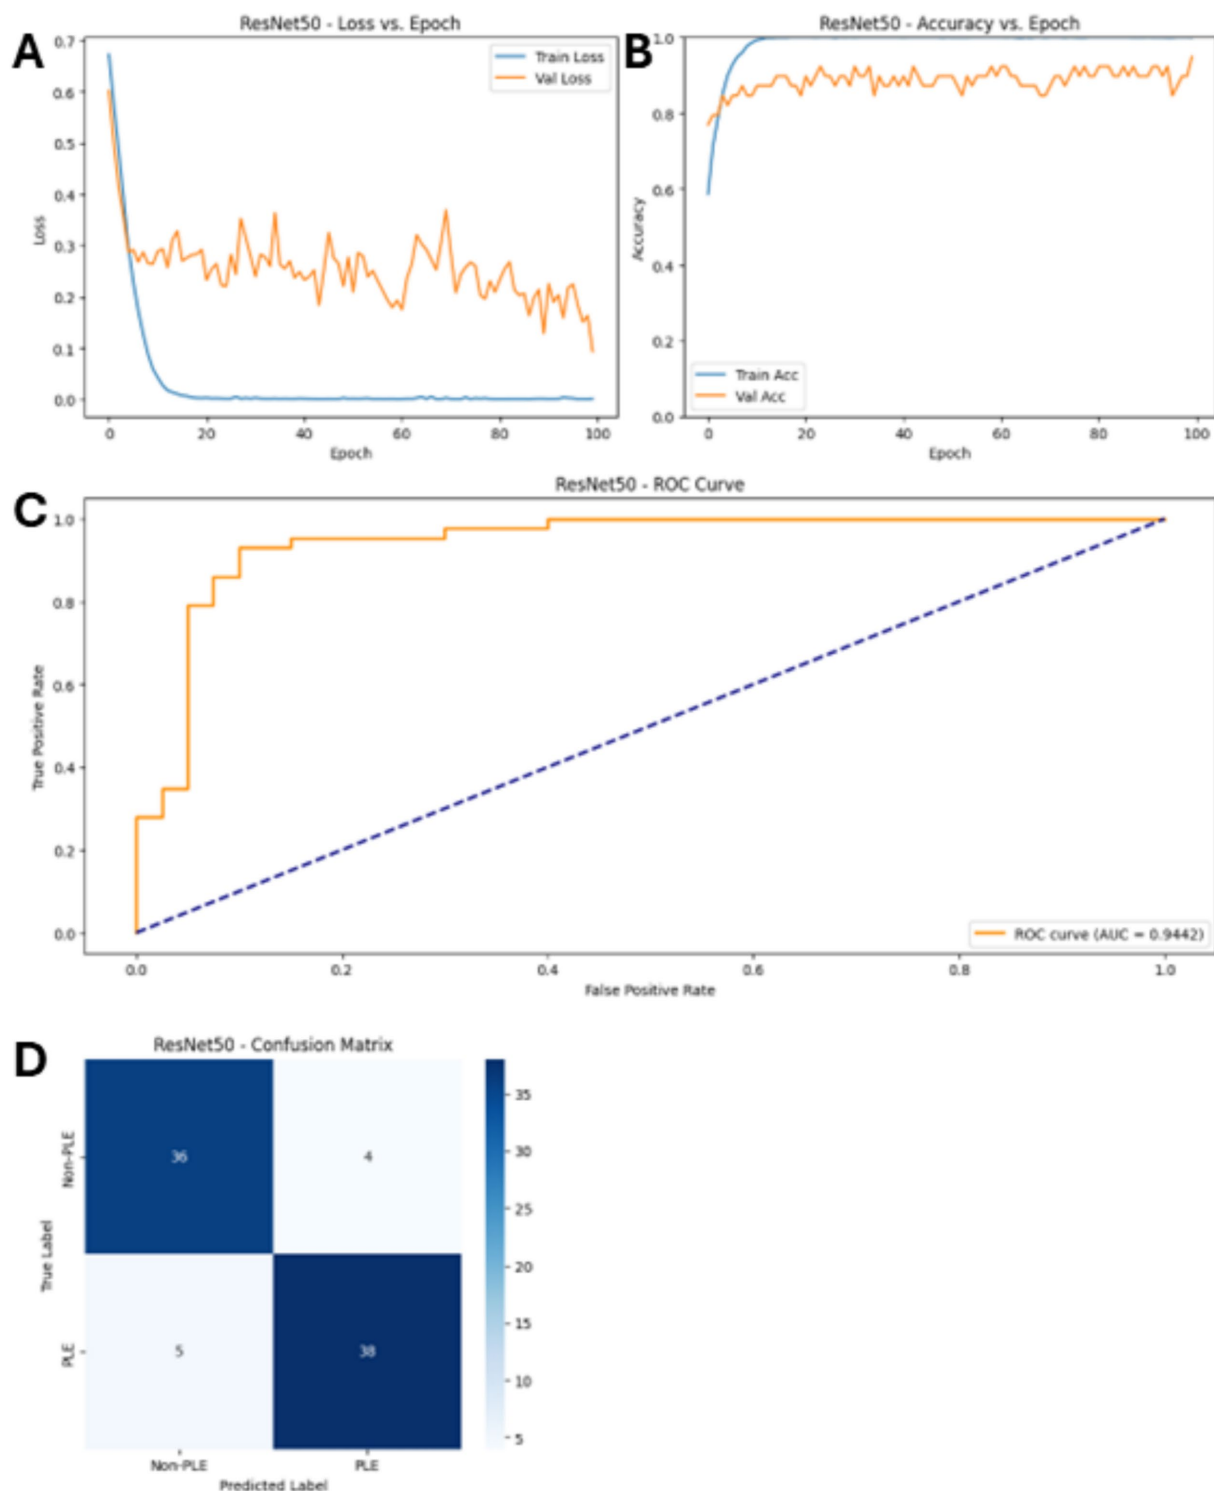 A
ResNet50 - Loss vs. Epoch
0.7
0.6
0.5
0.4
0.3
0.2
0.1
0.0
Loss
Train Loss
Val Loss
0 20 40 60 80 100
Epoch
B
ResNet50 - Accuracy vs. Epoch
1.0
0.8
0.6
0.4
0.2
0.0
Accuracy
Train Acc
Val Acc
0 20 40 60 80 100
Epoch
C
ResNet50 - ROC Curve
1.0
0.8
0.6
0.4
0.2
0.0
True Positive Rate
ROC curve (AUC = 0.9442)
0.0 0.2 0.4 0.6 0.8 1.0
False Positive Rate
D
ResNet50 - Confusion Matrix
True Label
Non-PLE
36 4
PLE
5 38
Non-PLE PLE
Predicted Label
35
30
25
20
15
10
5